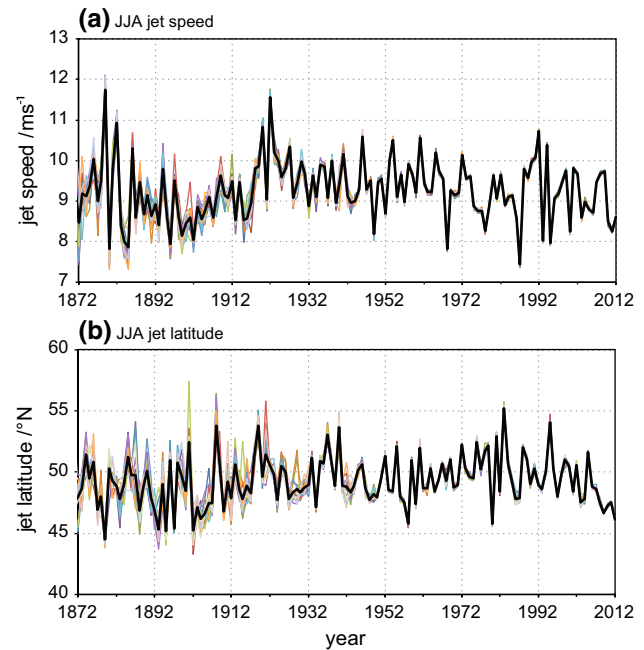 (a) JJA jet speed
jet speed /ms⁻¹
13
12
11
10
9
8
7
1872 1892 1912 1932 1952 1972 1992 2012
(b) JJA jet latitude
jet latitude /°N
60
55
50
45
40
1872 1892 1912 1932 1952 1972 1992 2012
year